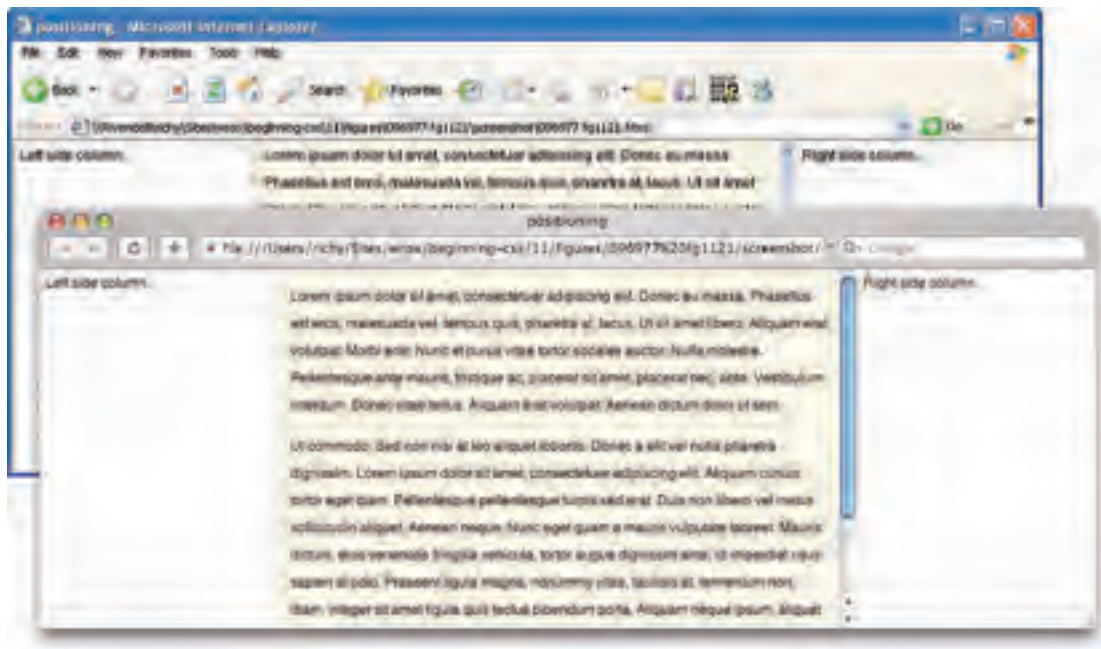 positioning - Microsoft Internet Explorer
File Edit View Favorites Tools Help
Back Search Favorites
Go
Left side column.
Lorem ipsum dolor sit amet, consectetuer adipiscing elit. Donec eu massa.
Phasellus est eros, malesuada vel, tempus quis, pharetra at, lacus. Ut sit amet
Right side column.
positioning
Google
Left side column.
Lorem ipsum dolor sit amet, consectetuer adipiscing elit. Donec eu massa. Phasellus
est eros, malesuada vel, tempus quis, pharetra at, lacus. Ut sit amet libero. Aliquam erat
volutpat. Morbi enim. Nunc et purus vitae tortor sodales auctor. Nulla molestie.
Pellentesque ante mauris, tristique ac, placerat sit amet, placerat nec, ante. Vestibulum
interdum. Donec vitae tellus. Aliquam erat volutpat. Aenean dictum dolor ut sem.
Ut commodo. Sed non nisi at leo aliquet lobortis. Donec a elit vel nulla pharetra
dignissim. Lorem ipsum dolor sit amet, consectetuer adipiscing elit. Aliquam cursus
tortor eget diam. Pellentesque pellentesque turpis sed erat. Duis non libero vel metus
sollicitudin aliquet. Aenean neque. Nunc eget quam a mauris vulputate laoreet. Mauris
dictum, eros venenatis fringilla vehicula, tortor augue dignissim ante, id imperdiet risus
sapien at odio. Praesent ligula magna, nonummy vitae, facilisis at, fermentum non,
diam. Integer sit amet ligula quis lectus bibendum porta. Aliquam neque ipsum, aliquet
Right side column.